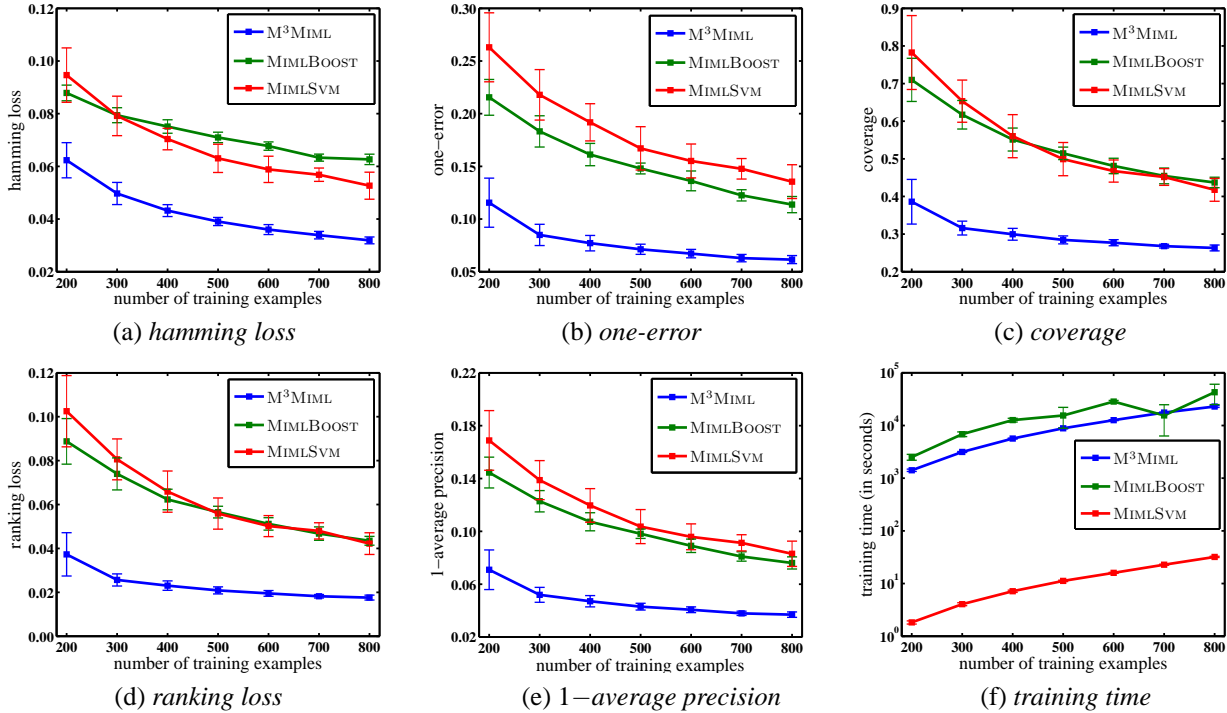 0.12
0.10
0.08
0.06
0.04
0.02
hamming loss
M³MIML
MIMLBOOST
MIMLSVM
200 300 400 500 600 700 800
number of training examples
(a) hamming loss
0.30
0.25
0.20
0.15
0.10
0.05
one−error
M³MIML
MIMLBOOST
MIMLSVM
200 300 400 500 600 700 800
number of training examples
(b) one-error
0.9
0.8
0.7
0.6
0.5
0.4
0.3
0.2
coverage
M³MIML
MIMLBOOST
MIMLSVM
200 300 400 500 600 700 800
number of training examples
(c) coverage
0.12
0.10
0.08
0.06
0.04
0.02
0.00
ranking loss
M³MIML
MIMLBOOST
MIMLSVM
200 300 400 500 600 700 800
number of training examples
(d) ranking loss
0.22
0.18
0.14
0.10
0.06
0.02
1−average precision
M³MIML
MIMLBOOST
MIMLSVM
200 300 400 500 600 700 800
number of training examples
(e) 1−average precision
10⁵
10⁴
10³
10²
10¹
10⁰
training time (in seconds)
M³MIML
MIMLBOOST
MIMLSVM
200 300 400 500 600 700 800
number of training examples
(f) training time